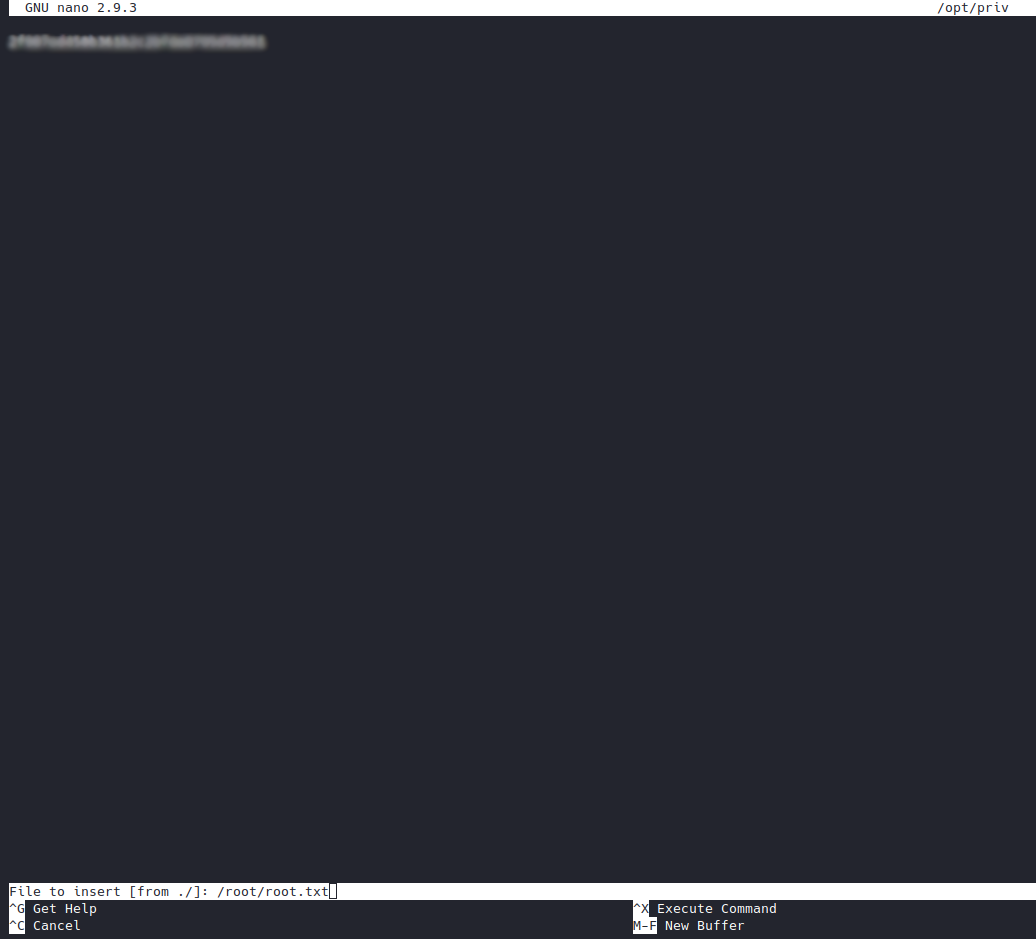 GNU nano 2.9.3 /opt/priv
File to insert [from ./]: /root/root.txt
^G Get Help ^X Execute Command
^C Cancel M-F New Buffer